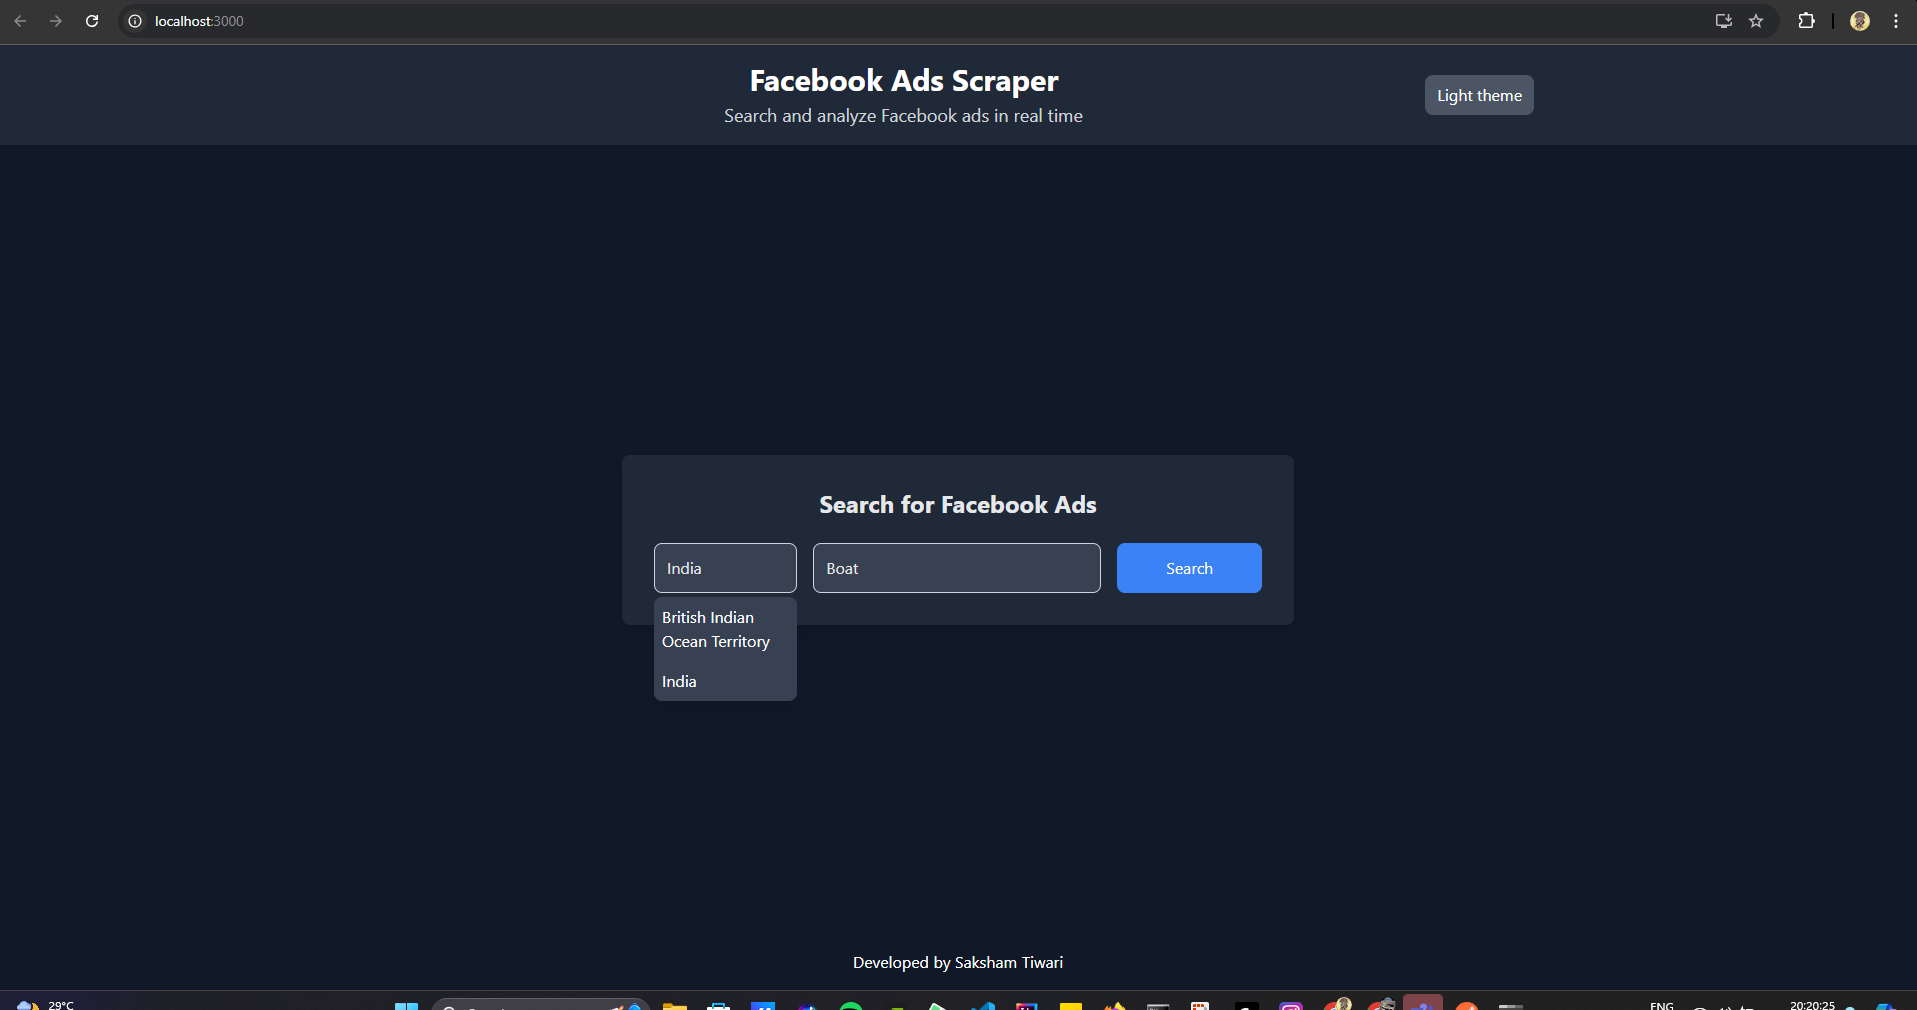 localhost:3000
Facebook Ads Scraper
Search and analyze Facebook ads in real time
Light theme
Search for Facebook Ads
India
Boat
Search
British Indian
Ocean Territory
India
Developed by Saksham Tiwari
29°C
ENG
20:20:25